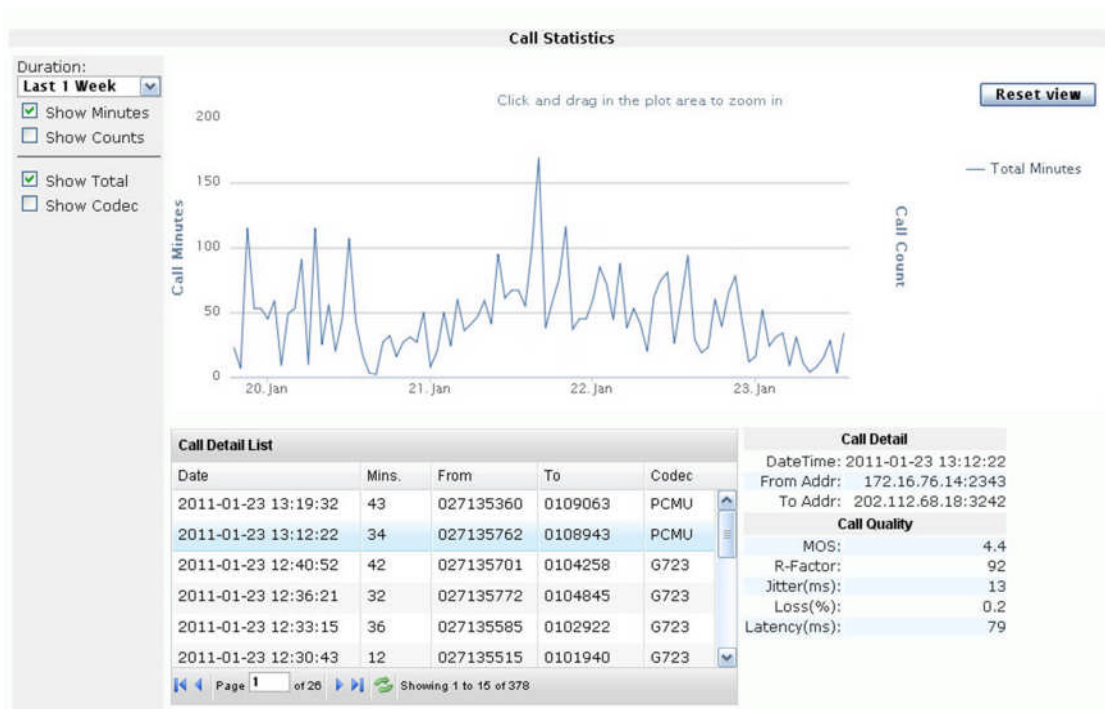 Call Statistics
Duration:
Last 1 Week
Show Minutes
Show Counts
Show Total
Show Codec
Click and drag in the plot area to zoom in
Reset view
Total Minutes
Call Minutes
200
150
100
50
0
20. Jan 21. Jan 22. Jan 23. Jan
Call Count
Call Detail List
Date Mins. From To Codec
2011-01-23 13:19:32 43 027135360 0109063 PCMU
2011-01-23 13:12:22 34 027135762 0108943 PCMU
2011-01-23 12:40:52 42 027135701 0104258 G723
2011-01-23 12:36:21 32 027135772 0104845 G723
2011-01-23 12:33:15 36 027135585 0102922 G723
2011-01-23 12:30:43 12 027135515 0101940 G723
Page 1 of 26 Showing 1 to 15 of 378
Call Detail
DateTime: 2011-01-23 13:12:22
From Addr: 172.16.76.14:2343
To Addr: 202.112.68.18:3242
Call Quality
MOS: 4.4
R-Factor: 92
Jitter(ms): 13
Loss(%): 0.2
Latency(ms): 79